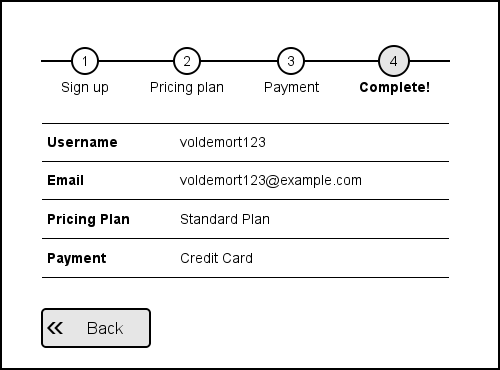 1 2 3 4
Sign up Pricing plan Payment Complete!
Username voldemort123
Email voldemort123@example.com
Pricing Plan Standard Plan
Payment Credit Card
« Back